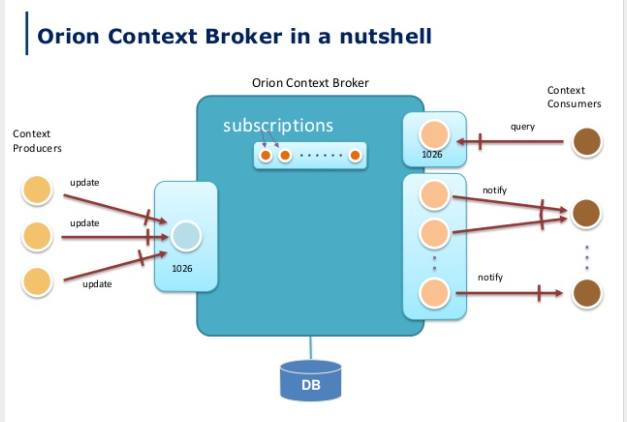 Orion Context Broker in a nutshell
Orion Context Broker
Context
Consumers
subscriptions
query
1026
Context
Producers
update
notify
update
1026
update
notify
DB